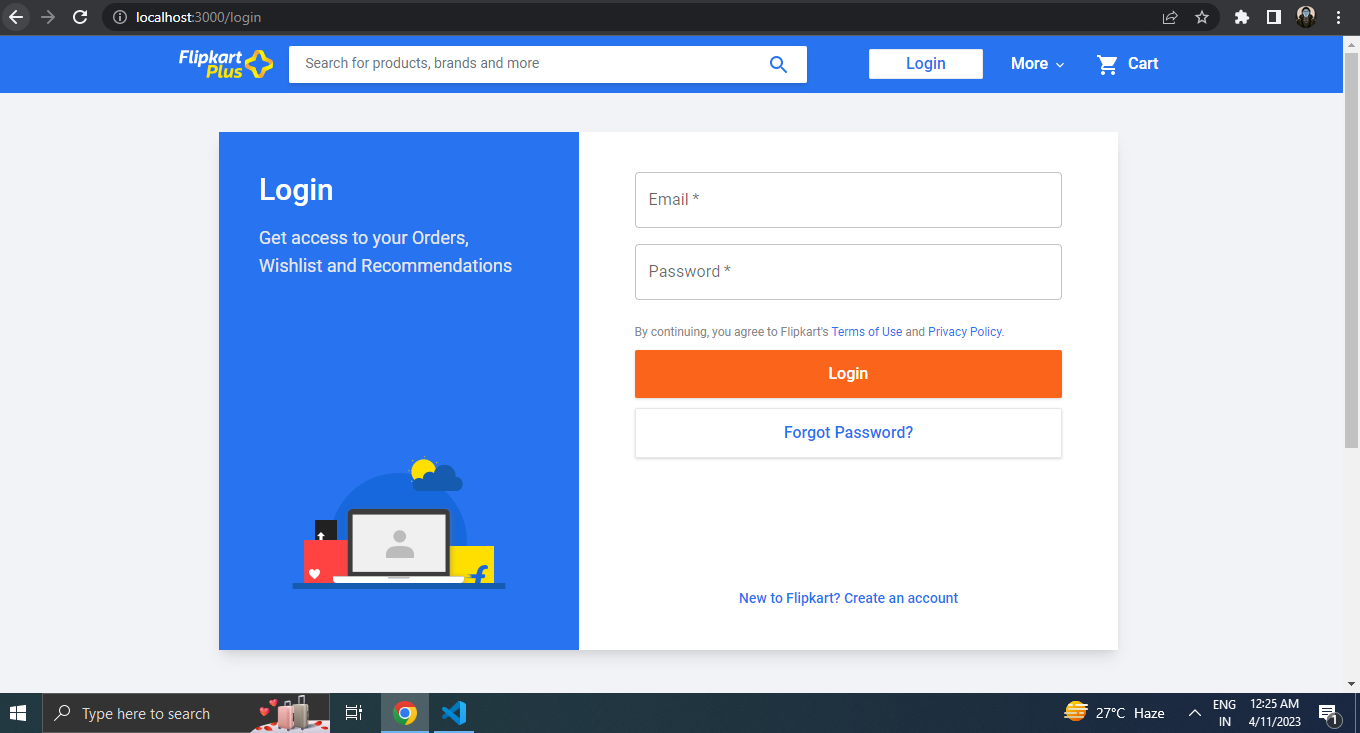 localhost:3000/login
Flipkart
Plus
Search for products, brands and more
Login
More
Cart
Login
Get access to your Orders,
Wishlist and Recommendations
Email *
Password *
By continuing, you agree to Flipkart's Terms of Use and Privacy Policy.
Login
Forgot Password?
New to Flipkart? Create an account
Type here to search
27°C Haze
ENG
IN
12:25 AM
4/11/2023
1